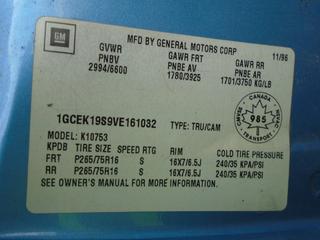 GM
MFD BY GENERAL MOTORS CORP 11/96
GVWR GAWR FRT GAWR RR
PNBV PNBE AV PNBE AR
2994/6600 1780/3925 1701/3750 KG/LB
1GCEK19S9VE161032 TYPE: TRU/CAM
CANADA
985
TRANSPORT
MODEL: K10753
KPDB TIRE SIZE SPEED RTG RIM COLD TIRE PRESSURE
FRT P265/75R16 S 16X7/6.5J 240/35 KPA/PSI
RR P265/75R16 S 16X7/6.5J 240/35 KPA/PSI
SEE OWNER'S MANUAL FOR MORE INFORMATION.